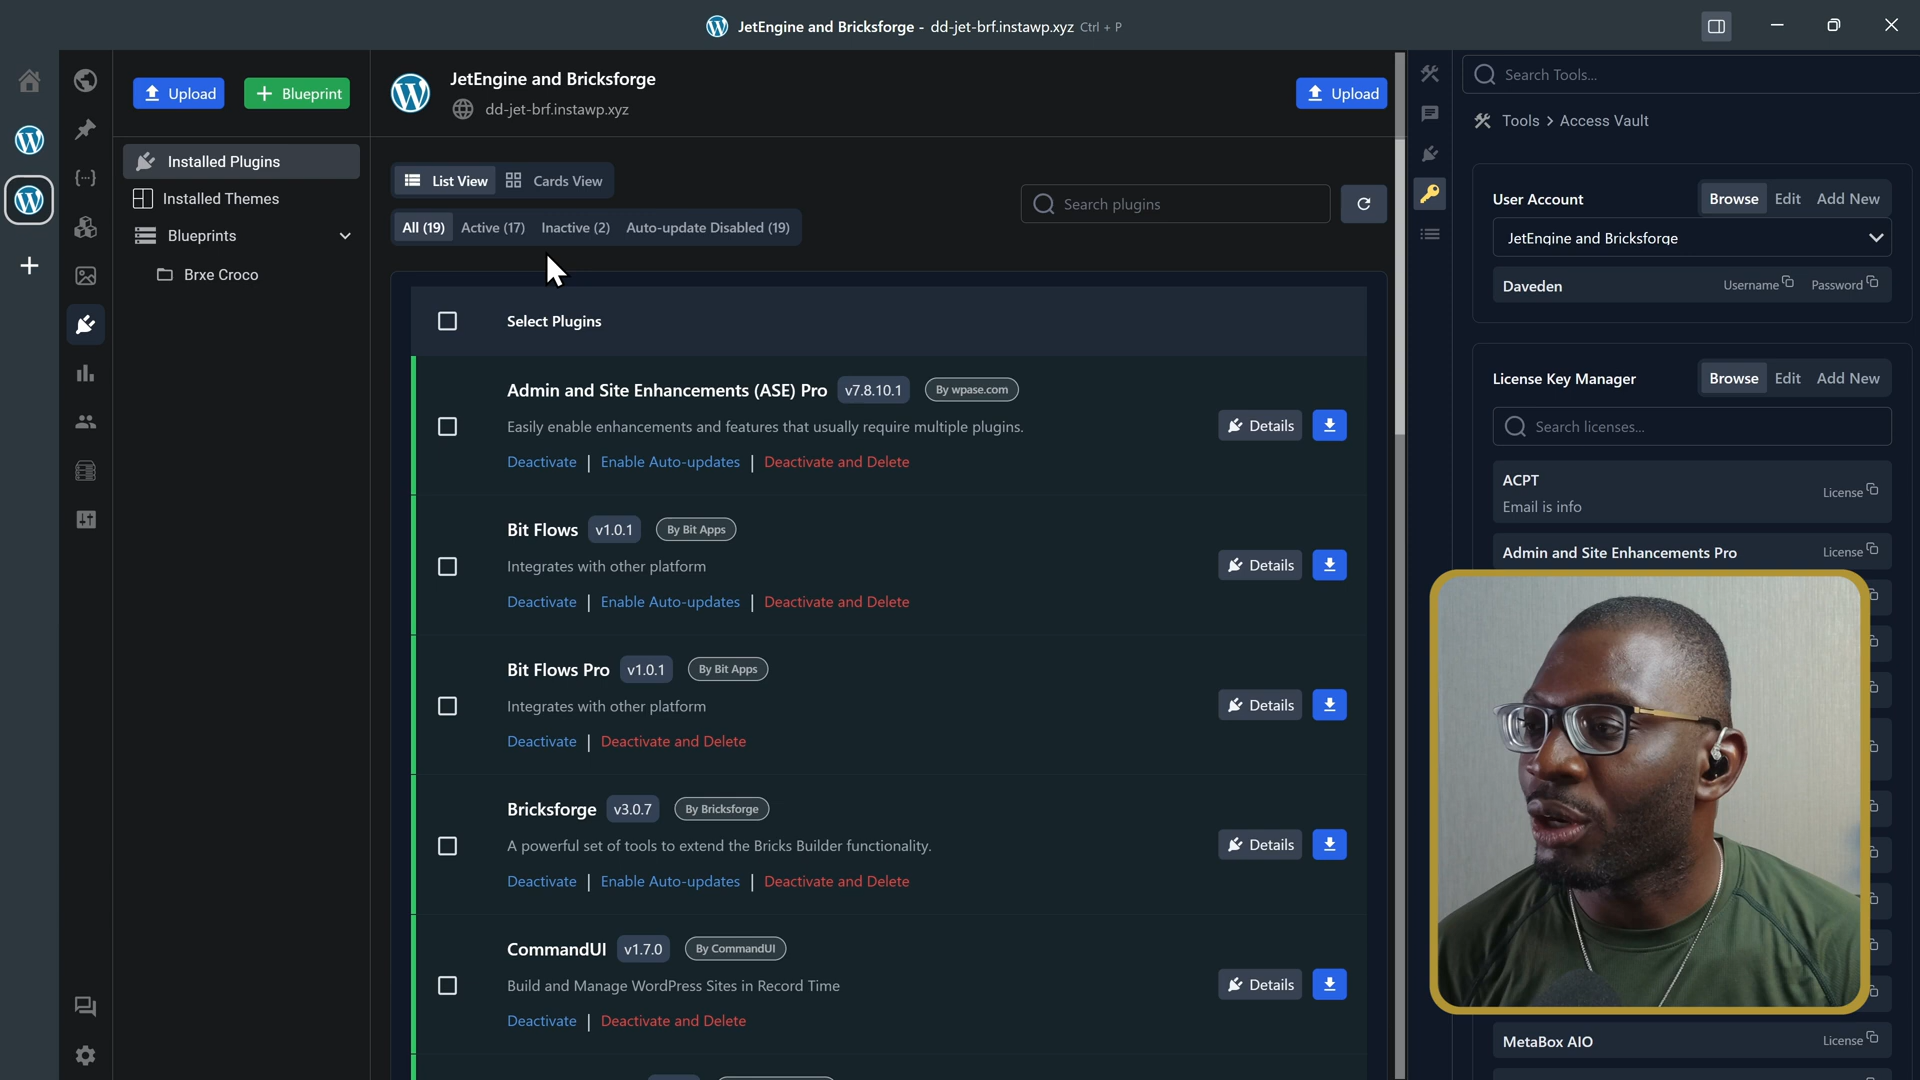 JetEngine and Bricksforge - dd-jet-brf.instawp.xyz Ctrl + P
Upload
Blueprint
Installed Plugins
Installed Themes
Blueprints
Brxe Croco
JetEngine and Bricksforge
dd-jet-brf.instawp.xyz
Upload
List View
Cards View
All (19)
Active (17)
Inactive (2)
Auto-update Disabled (19)
Search plugins
Select Plugins
Admin and Site Enhancements (ASE) Pro v7.8.10.1 By wpase.com
Easily enable enhancements and features that usually require multiple plugins.
Deactivate | Enable Auto-updates | Deactivate and Delete
Details
Bit Flows v1.0.1 By Bit Apps
Integrates with other platform
Deactivate | Enable Auto-updates | Deactivate and Delete
Details
Bit Flows Pro v1.0.1 By Bit Apps
Integrates with other platform
Deactivate | Deactivate and Delete
Details
Bricksforge v3.0.7 By Bricksforge
A powerful set of tools to extend the Bricks Builder functionality.
Deactivate | Enable Auto-updates | Deactivate and Delete
Details
CommandUI v1.7.0 By CommandUI
Build and Manage WordPress Sites in Record Time
Deactivate | Deactivate and Delete
Details
Search Tools...
Tools > Access Vault
User Account
Browse Edit Add New
JetEngine and Bricksforge
Daveden Username Password
License Key Manager
Browse Edit Add New
Search licenses...
ACPT
Email is info
License
Admin and Site Enhancements Pro License
MetaBox AIO License